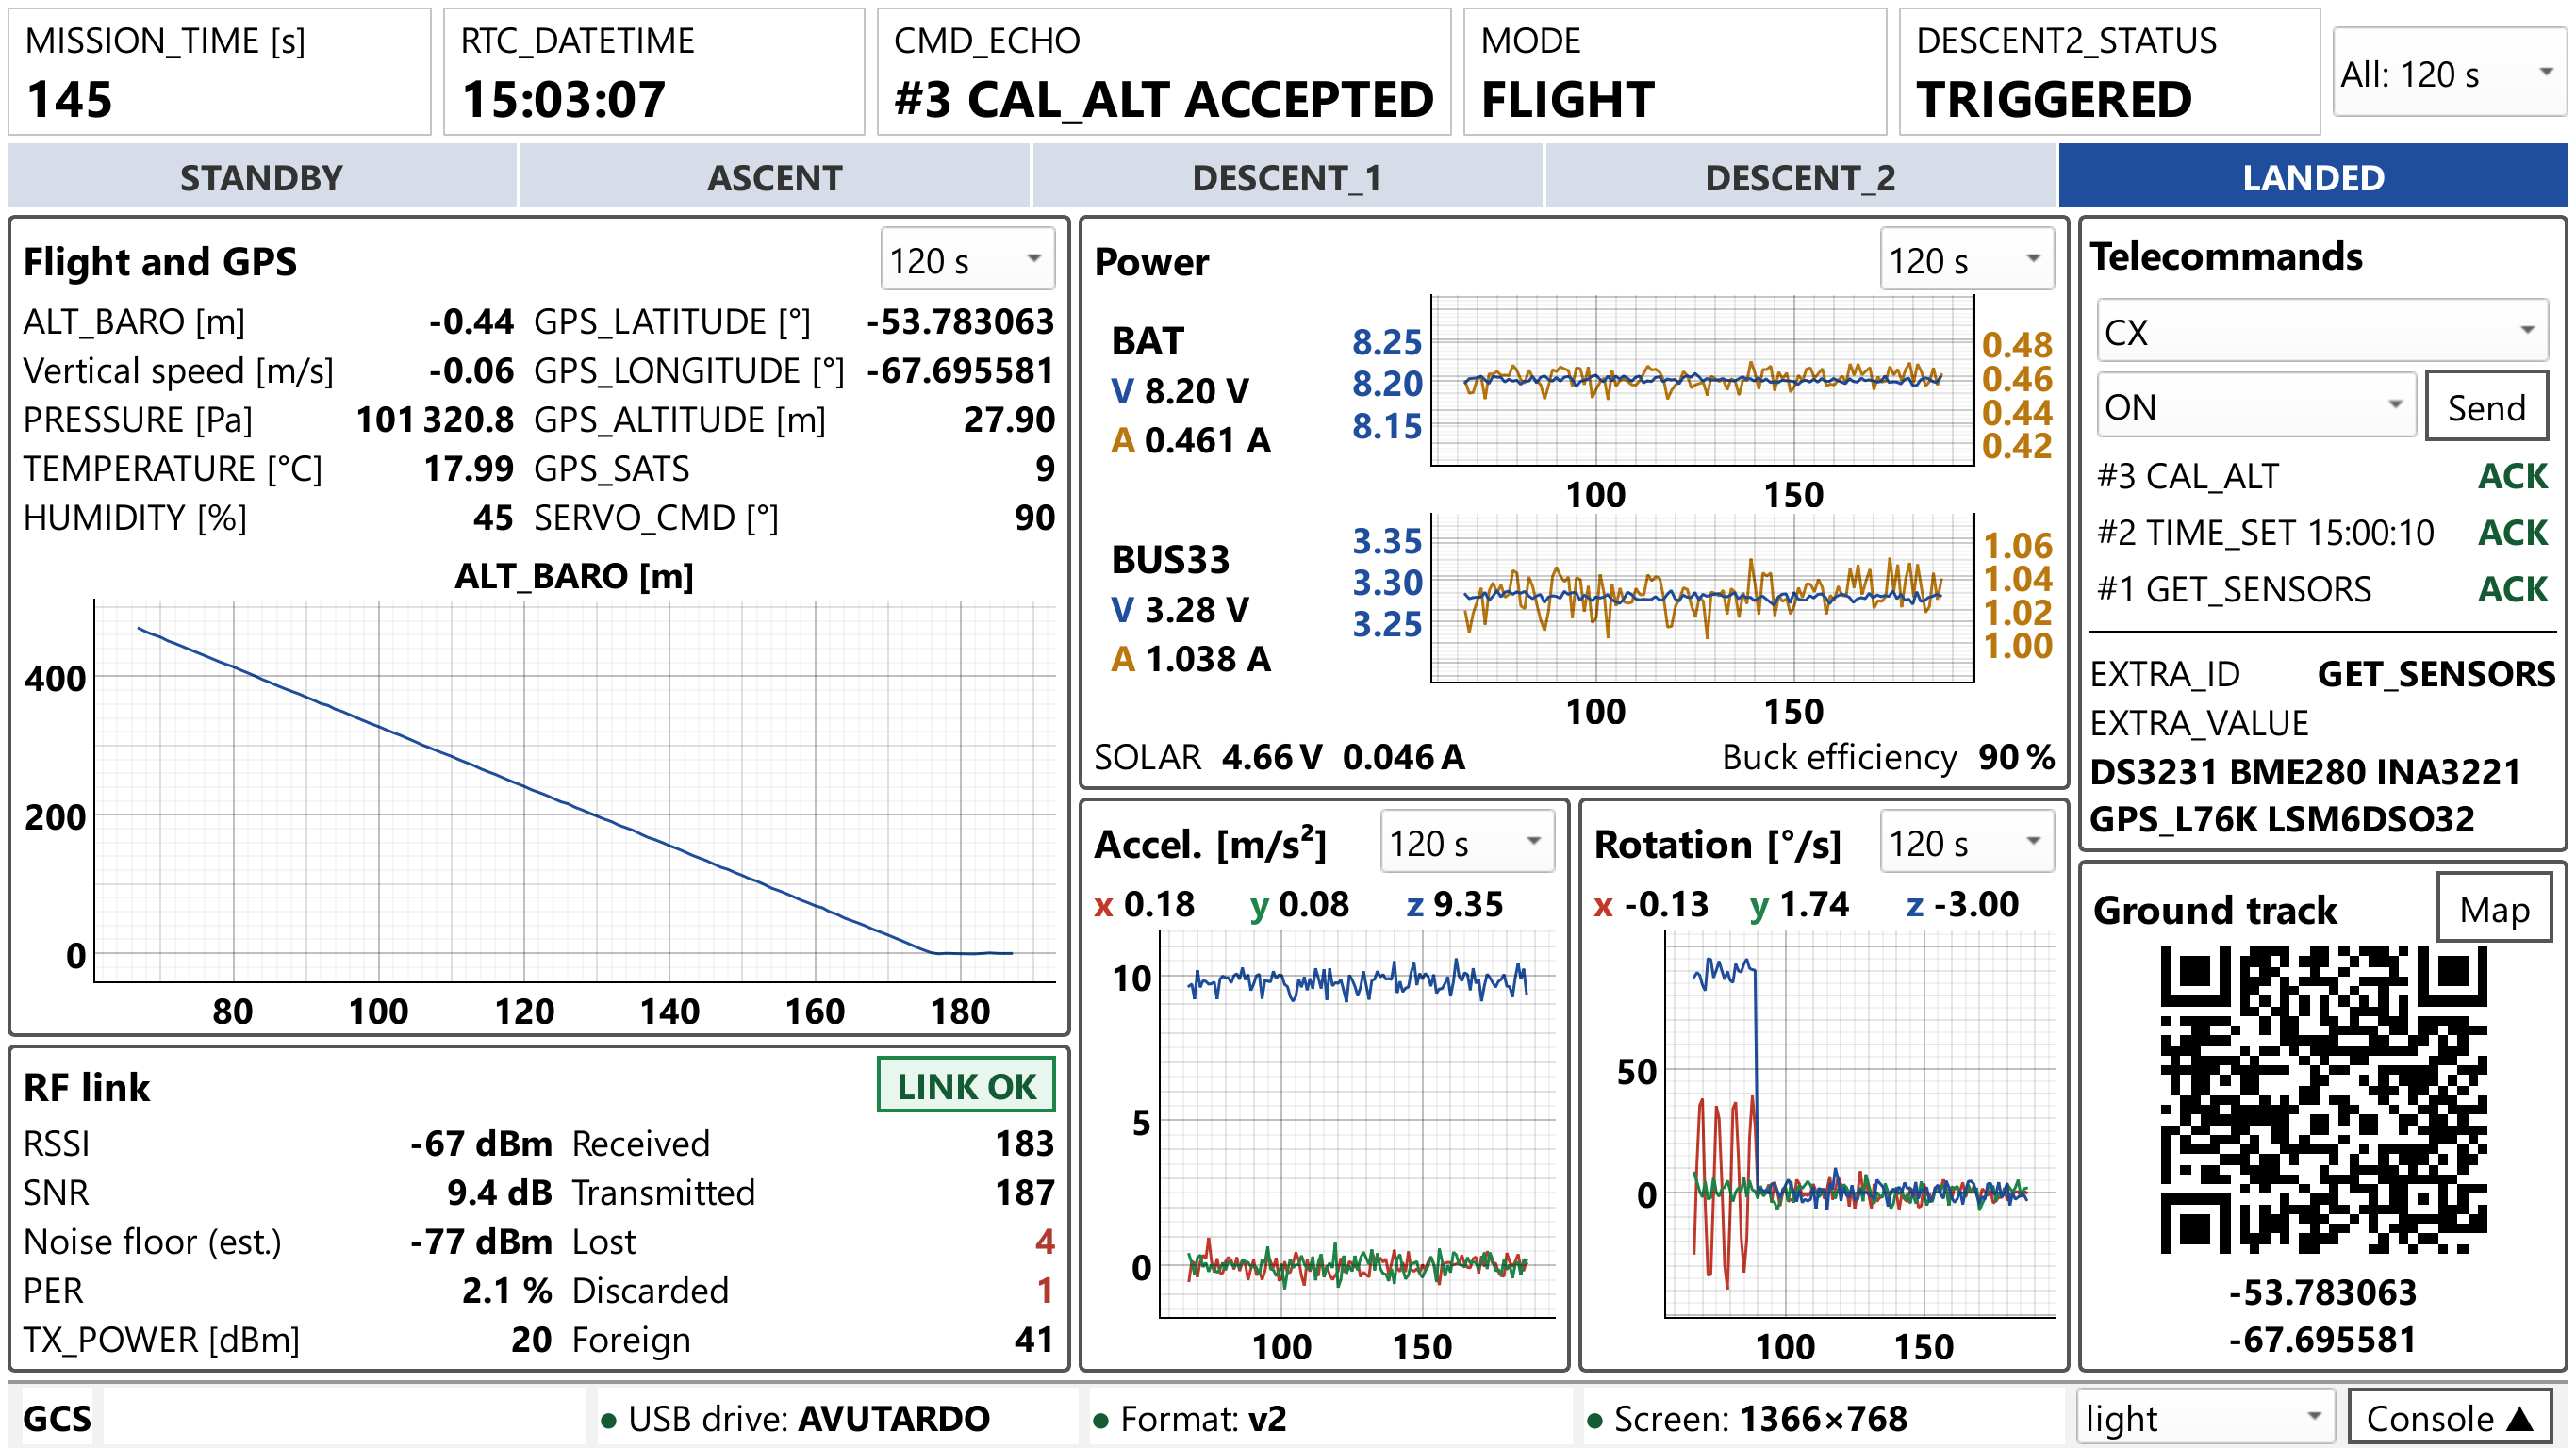 MISSION_TIME [s]
145
RTC_DATETIME
15:03:07
CMD_ECHO
#3 CAL_ALT ACCEPTED
MODE
FLIGHT
DESCENT2_STATUS
TRIGGERED
All: 120 s
STANDBY
ASCENT
DESCENT_1
DESCENT_2
LANDED
Flight and GPS
120 s
ALT_BARO [m] -0.44 GPS_LATITUDE [°] -53.783063
Vertical speed [m/s] -0.06 GPS_LONGITUDE [°] -67.695581
PRESSURE [Pa] 101 320.8 GPS_ALTITUDE [m] 27.90
TEMPERATURE [°C] 17.99 GPS_SATS 9
HUMIDITY [%] 45 SERVO_CMD [°] 90
ALT_BARO [m]
400
200
0
80 100 120 140 160 180
RF link
LINK OK
RSSI -67 dBm Received 183
SNR 9.4 dB Transmitted 187
Noise floor (est.) -77 dBm Lost 4
PER 2.1 % Discarded 1
TX_POWER [dBm] 20 Foreign 41
Power
120 s
BAT
V 8.20 V
A 0.461 A
8.25
8.20
8.15
0.48
0.46
0.44
0.42
100 150
BUS33
V 3.28 V
A 1.038 A
3.35
3.30
3.25
1.06
1.04
1.02
1.00
100 150
SOLAR 4.66 V 0.046 A Buck efficiency 90 %
Accel. [m/s²]
120 s
x 0.18 y 0.08 z 9.35
10
5
0
100 150
Rotation [°/s]
120 s
x -0.13 y 1.74 z -3.00
50
0
100 150
Telecommands
CX
ON
Send
#3 CAL_ALT ACK
#2 TIME_SET 15:00:10 ACK
#1 GET_SENSORS ACK
EXTRA_ID GET_SENSORS
EXTRA_VALUE
DS3231 BME280 INA3221
GPS_L76K LSM6DSO32
Ground track
Map
-53.783063
-67.695581
GCS
● USB drive: AVUTARDO
● Format: v2
● Screen: 1366×768
light
Console ▲